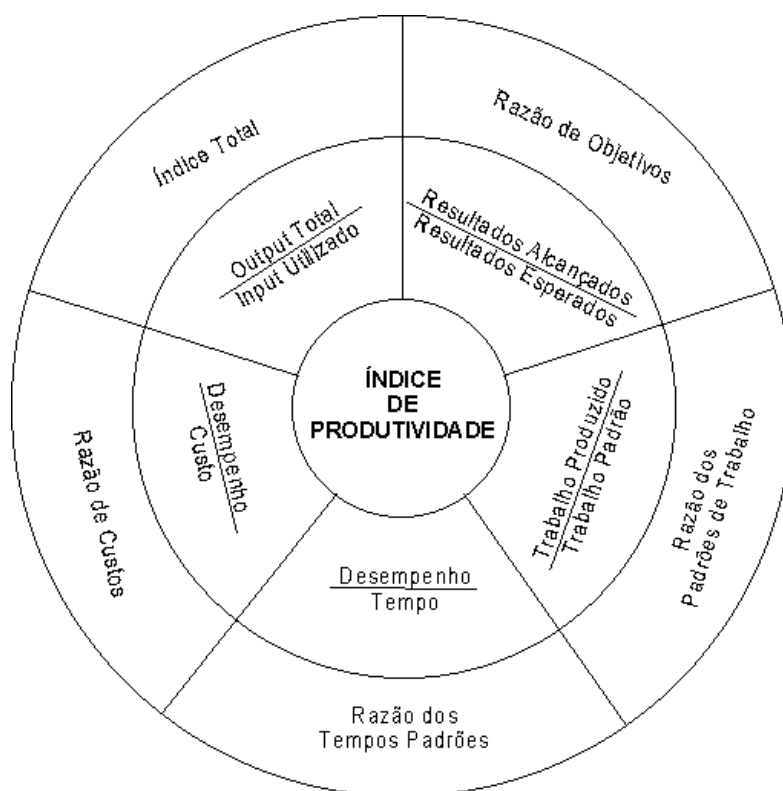 Índice Total
Razão de Objetivos
Output Total
Input Utilizado
Resultados Alcançados
Resultados Esperados
ÍNDICE
DE
PRODUTIVIDADE
Desempenho
Custo
Trabalho Produzido
Trabalho Padrão
Razão de Custos
Razão dos
Padrões de Trabalho
Desempenho
Tempo
Razão dos
Tempos Padrões